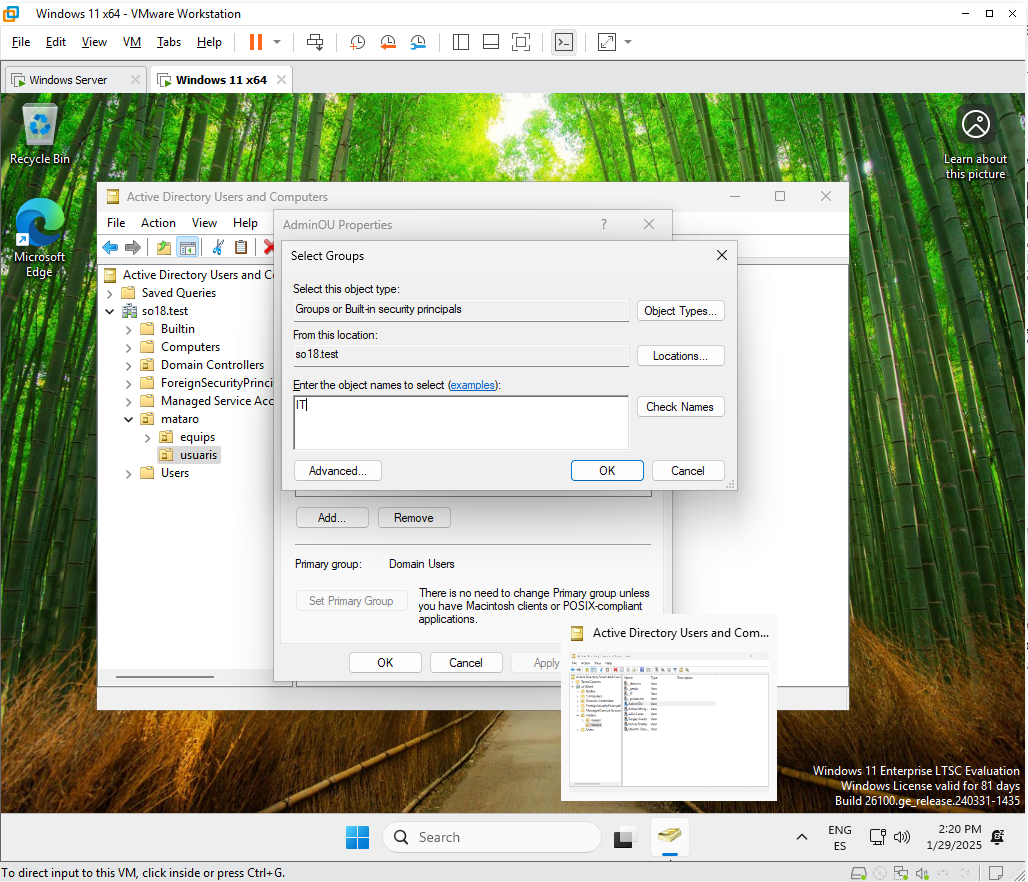 Windows 11 x64 - VMware Workstation
File Edit View VM Tabs Help
Windows Server
Windows 11 x64
Recycle Bin
Learn about
this picture
Microsoft
Edge
Active Directory Users and Computers
File Action View Help
AdminOU Properties
?
Active Directory Users and Co
Saved Queries
so18.test
Builtin
Computers
Domain Controllers
ForeignSecurityPrinci
Managed Service Acc
mataro
equips
usuaris
Users
Select Groups
Select this object type:
Groups or Built-in security principals
Object Types...
From this location:
so18.test
Locations...
Enter the object names to select (examples):
IT
Check Names
Advanced...
OK
Cancel
Add...
Remove
Primary group:
Domain Users
Set Primary Group
There is no need to change Primary group unless
you have Macintosh clients or POSIX-compliant
applications.
OK
Cancel
Apply
Active Directory Users and Com...
Windows 11 Enterprise LTSC Evaluation
Windows License valid for 81 days
Build 26100.ge_release.240331-1435
Search
ENG
ES
2:20 PM
1/29/2025
To direct input to this VM, click inside or press Ctrl+G.